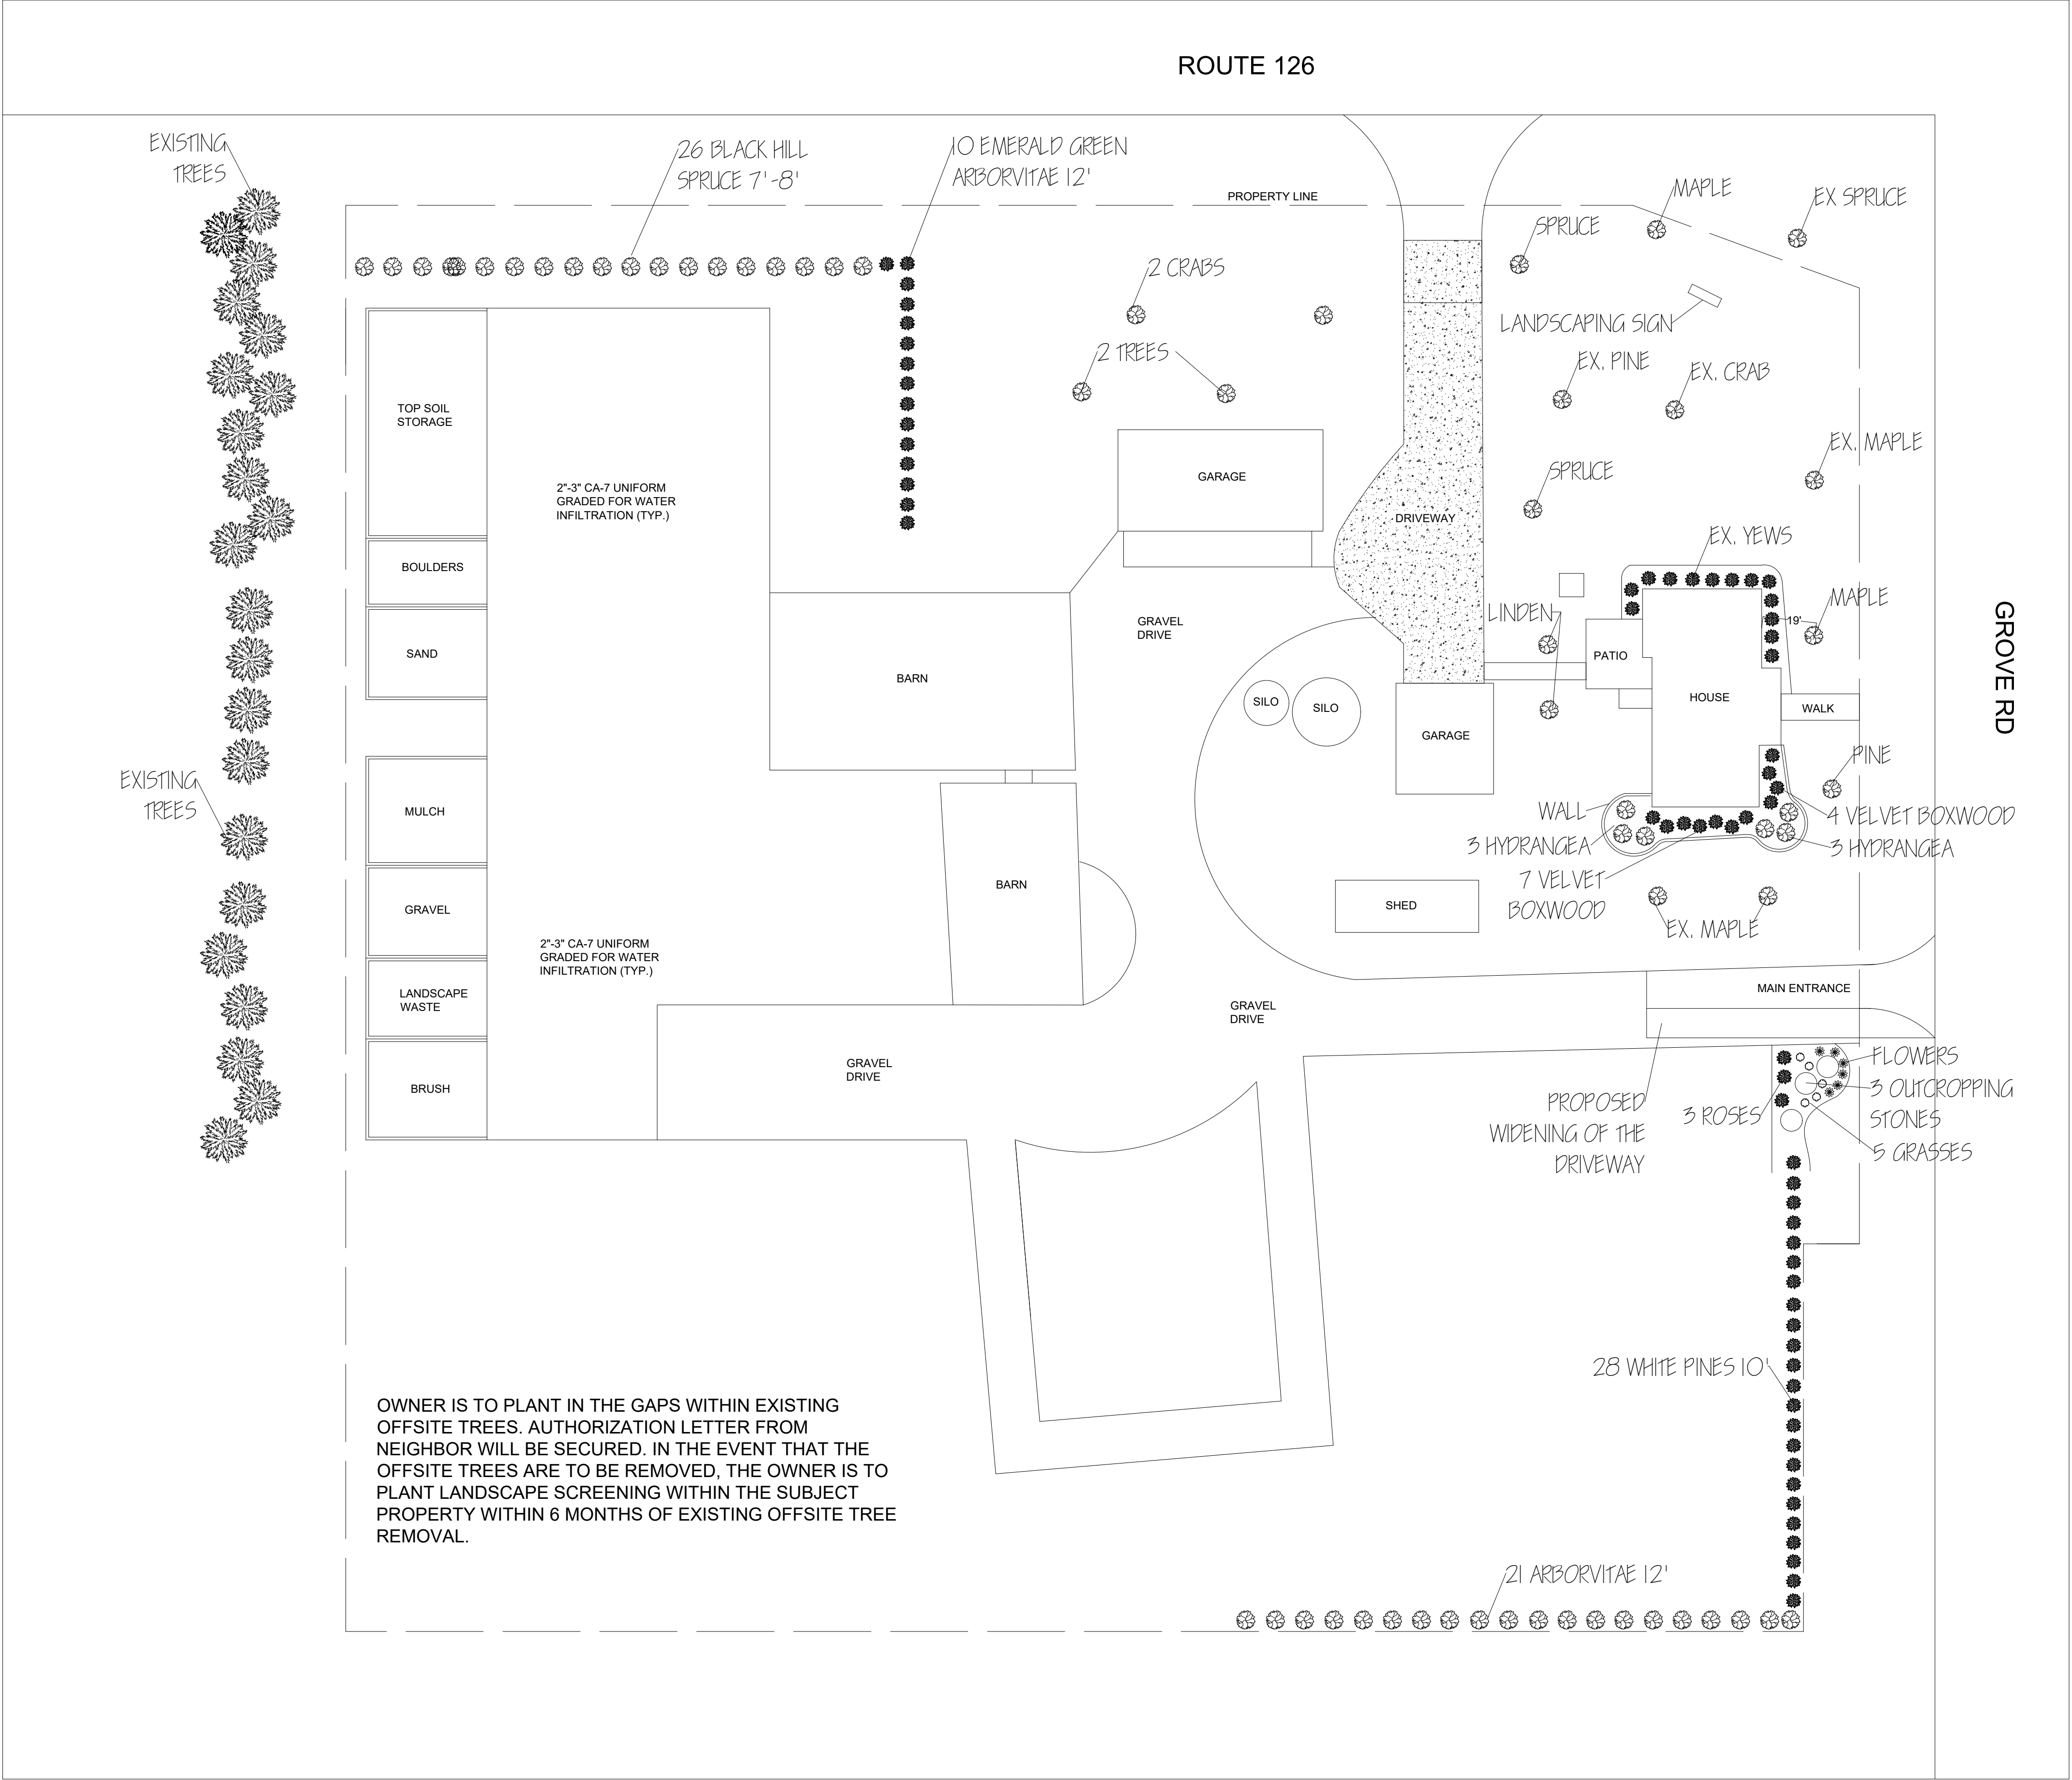 ROUTE 126
EXISTING
TREES
26 BLACK HILL
SPRUCE 7'-8'
10 EMERALD GREEN
ARBORVITAE 12'
PROPERTY LINE
MAPLE
EX SPRUCE
SPRUCE
2 CRABS
LANDSCAPING SIGN
2 TREES
EX. PINE
EX. CRAB
TOP SOIL
STORAGE
EX. MAPLE
GARAGE
SPRUCE
2"-3" CA-7 UNIFORM
GRADED FOR WATER
INFILTRATION (TYP.)
DRIVEWAY
EX. YEWS
BOULDERS
MAPLE
LINDEN
19'
GRAVEL
DRIVE
GROVE RD
SAND
PATIO
BARN
HOUSE
SILO
SILO
WALK
GARAGE
PINE
EXISTING
TREES
MULCH
WALL
4 VELVET BOXWOOD
3 HYDRANGEA
3 HYDRANGEA
7 VELVET
BOXWOOD
BARN
GRAVEL
SHED
EX. MAPLE
2"-3" CA-7 UNIFORM
GRADED FOR WATER
INFILTRATION (TYP.)
MAIN ENTRANCE
LANDSCAPE
WASTE
GRAVEL
DRIVE
GRAVEL
DRIVE
FLOWERS
BRUSH
3 OUTCROPPING
STONES
PROPOSED
WIDENING OF THE
DRIVEWAY
3 ROSES
5 GRASSES
28 WHITE PINES 10'
OWNER IS TO PLANT IN THE GAPS WITHIN EXISTING
OFFSITE TREES. AUTHORIZATION LETTER FROM
NEIGHBOR WILL BE SECURED. IN THE EVENT THAT THE
OFFSITE TREES ARE TO BE REMOVED, THE OWNER IS TO
PLANT LANDSCAPE SCREENING WITHIN THE SUBJECT
PROPERTY WITHIN 6 MONTHS OF EXISTING OFFSITE TREE
REMOVAL.
21 ARBORVITAE 12'